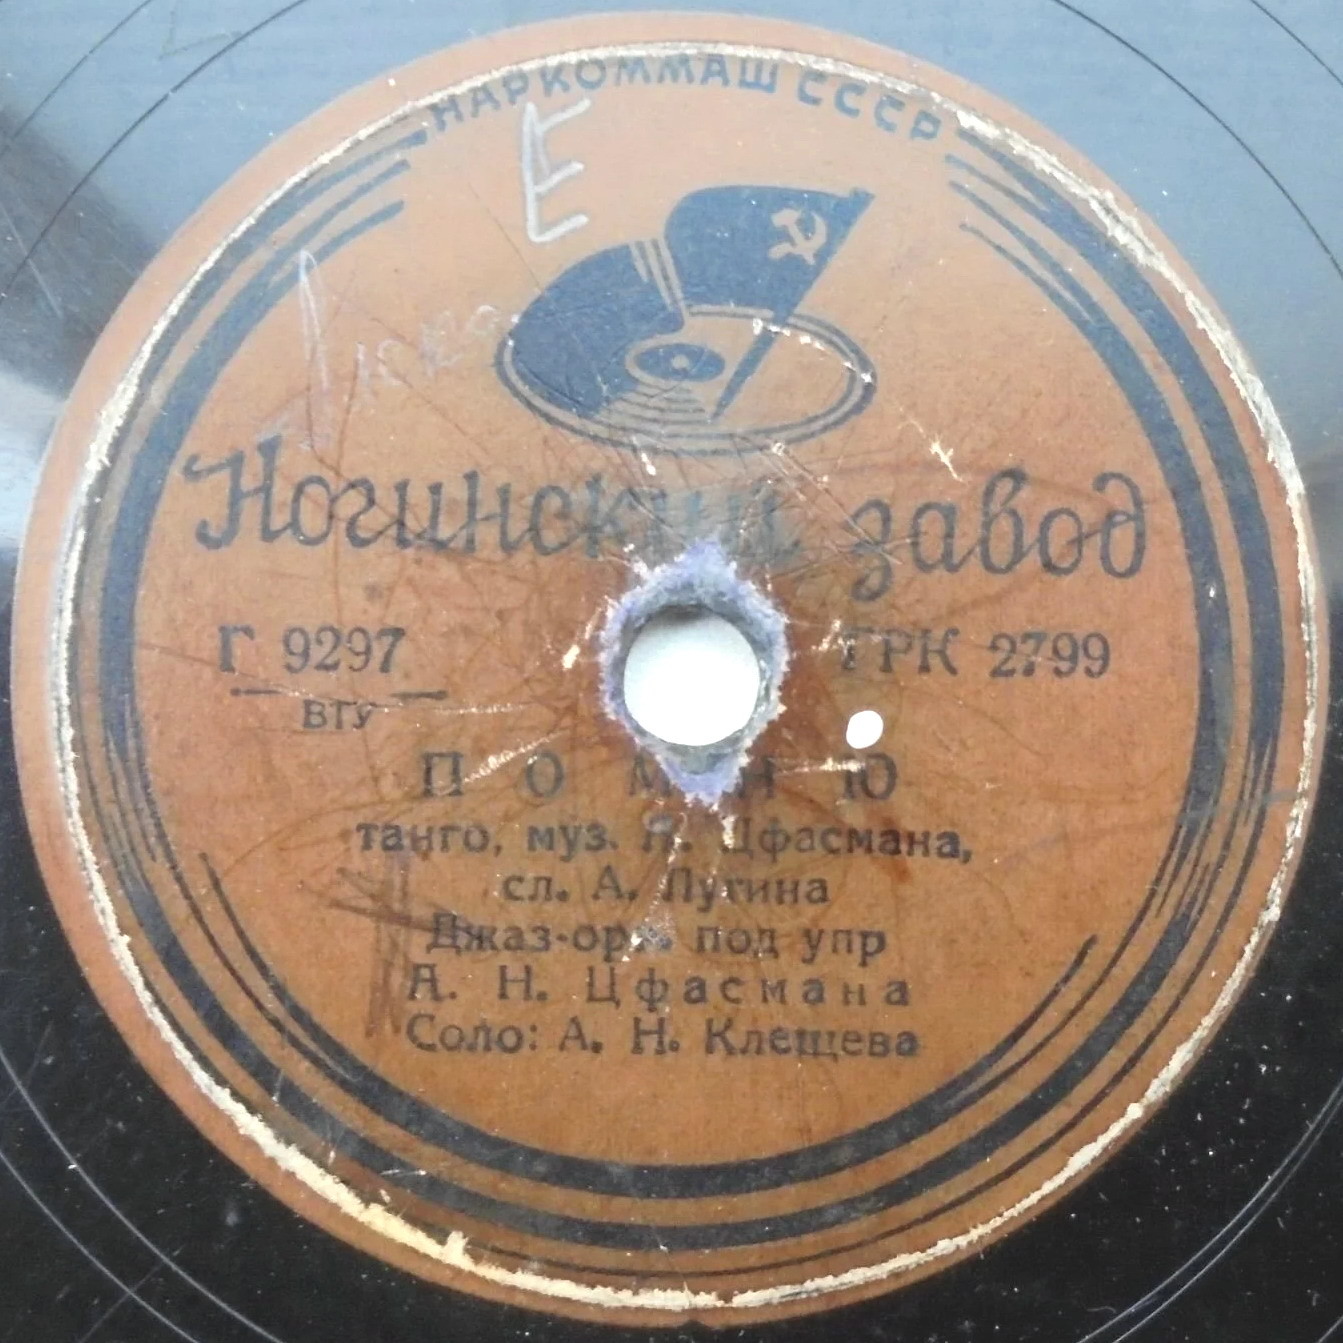 НАРКОММАШ СССР
Е
Ногинский завод
Г 9297 ГРК 2799
ВТУ
ПОМНЮ
танго, муз. Цфасмана,
сл. А. Лугина
Джаз-орк. под упр
А. Н. Цфасмана
Соло: А. Н. Клещева